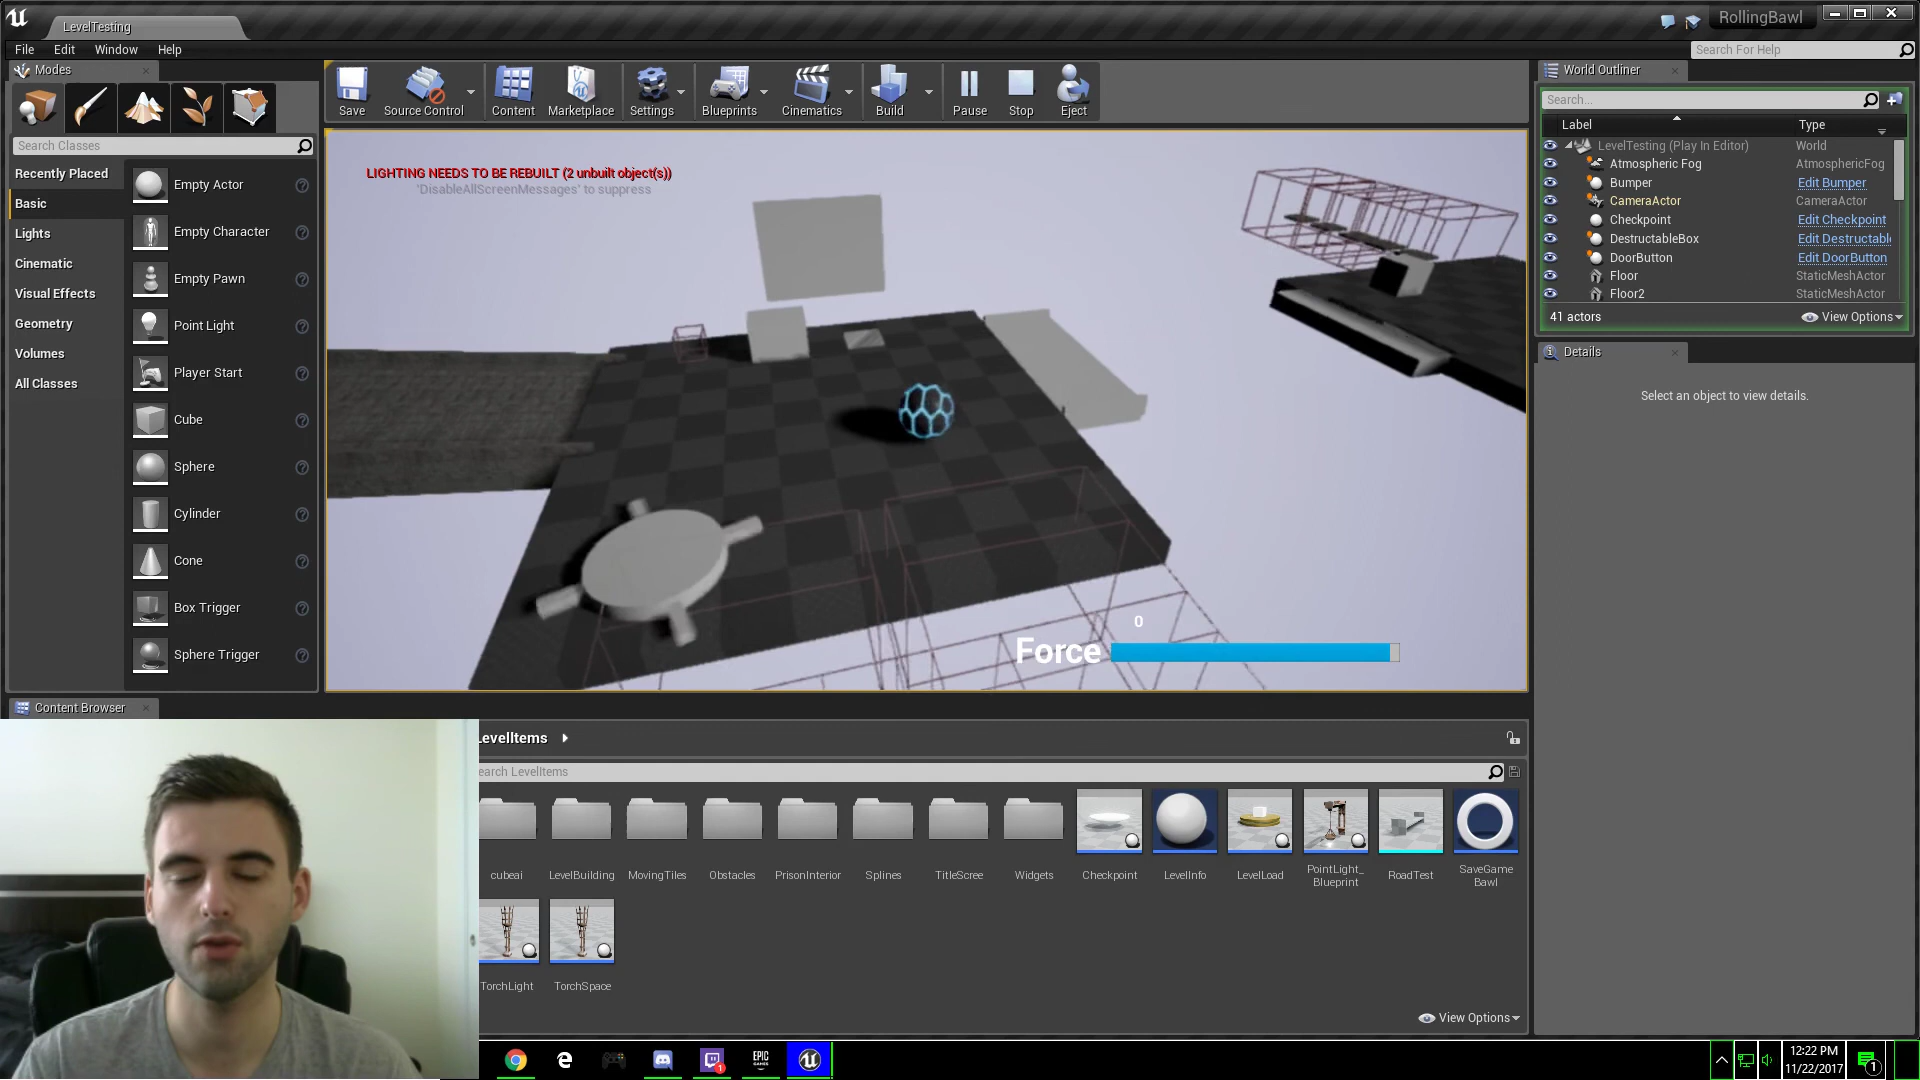 LevelTesting
RollingBawl
File Edit Window Help
Search For Help
Modes
Search Classes
Recently Placed
Basic
Lights
Cinematic
Visual Effects
Geometry
Volumes
All Classes
Empty Actor
Empty Character
Empty Pawn
Point Light
Player Start
Cube
Sphere
Cylinder
Cone
Box Trigger
Sphere Trigger
Save Source Control Content Marketplace Settings Blueprints Cinematics Build Pause Stop Eject
LIGHTING NEEDS TO BE REBUILT (2 unbuilt object(s))
'DisableAllScreenMessages' to suppress
0
Force
World Outliner
Search...
Label Type
LevelTesting (Play In Editor) World
Atmospheric Fog AtmosphericFog
Bumper Edit Bumper
CameraActor CameraActor
Checkpoint Edit Checkpoint
DestructableBox Edit Destructabl
DoorButton Edit DoorButton
Floor StaticMeshActor
Floor2 StaticMeshActor
41 actors View Options
Details
Select an object to view details.
Content Browser
LevelItems
earch LevelItems
cubeai LevelBuilding MovingTiles Obstacles PrisonInterior Splines TitleScree Widgets Checkpoint LevelInfo LevelLoad PointLight_ Blueprint RoadTest SaveGame Bawl
TorchLight TorchSpace
View Options
EPIC
GAMES
1
12:22 PM
11/22/2017
1